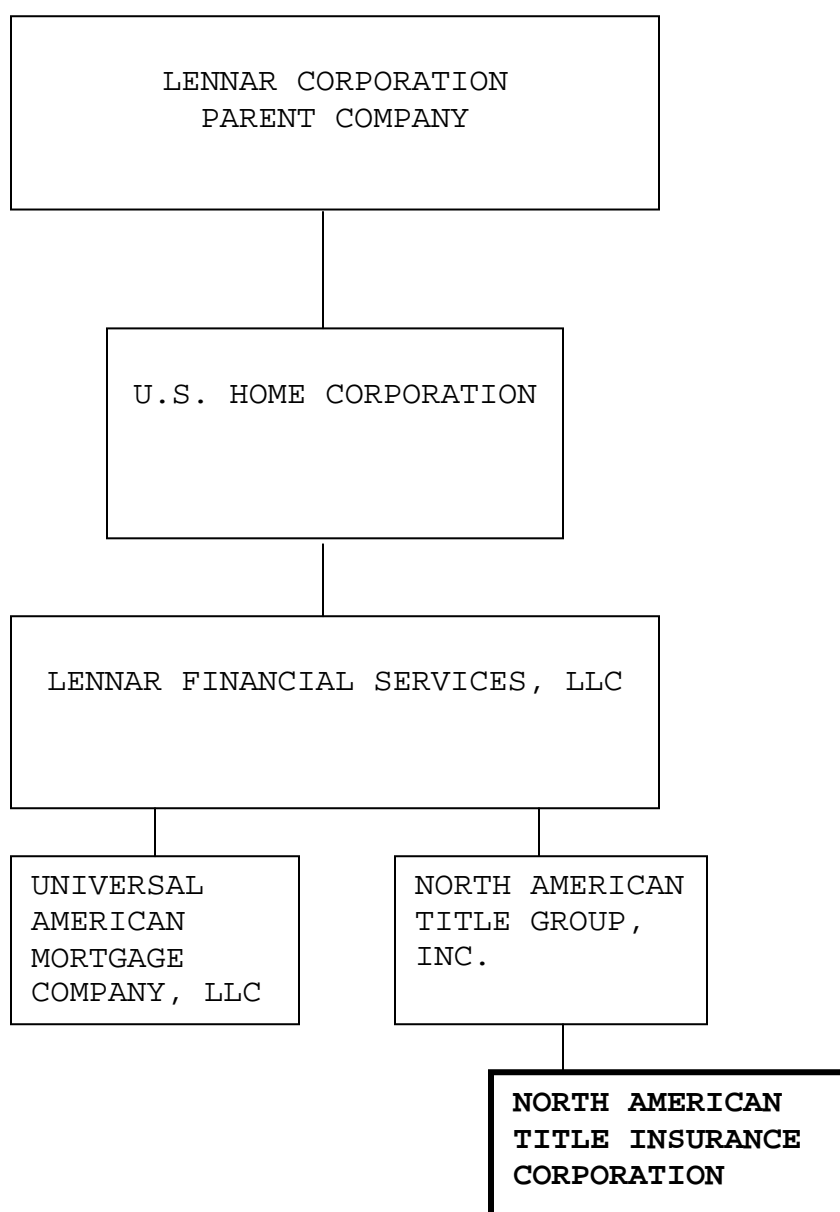 LENNAR CORPORATION
PARENT COMPANY
U.S. HOME CORPORATION
LENNAR FINANCIAL SERVICES, LLC
UNIVERSAL
AMERICAN
MORTGAGE
COMPANY, LLC
NORTH AMERICAN
TITLE GROUP,
INC.
NORTH AMERICAN
TITLE INSURANCE
CORPORATION